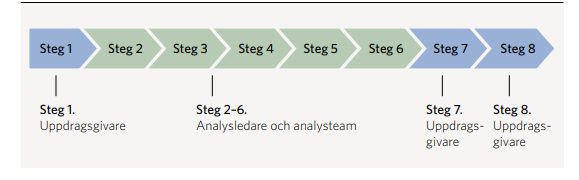 Steg 1 Steg 2 Steg 3 Steg 4 Steg 5 Steg 6 Steg 7 Steg 8
Steg 1.
Uppdragsgivare
Steg 2–6.
Analysledare och analysteam
Steg 7.
Uppdrags-
givare
Steg 8.
Uppdrags-
givare